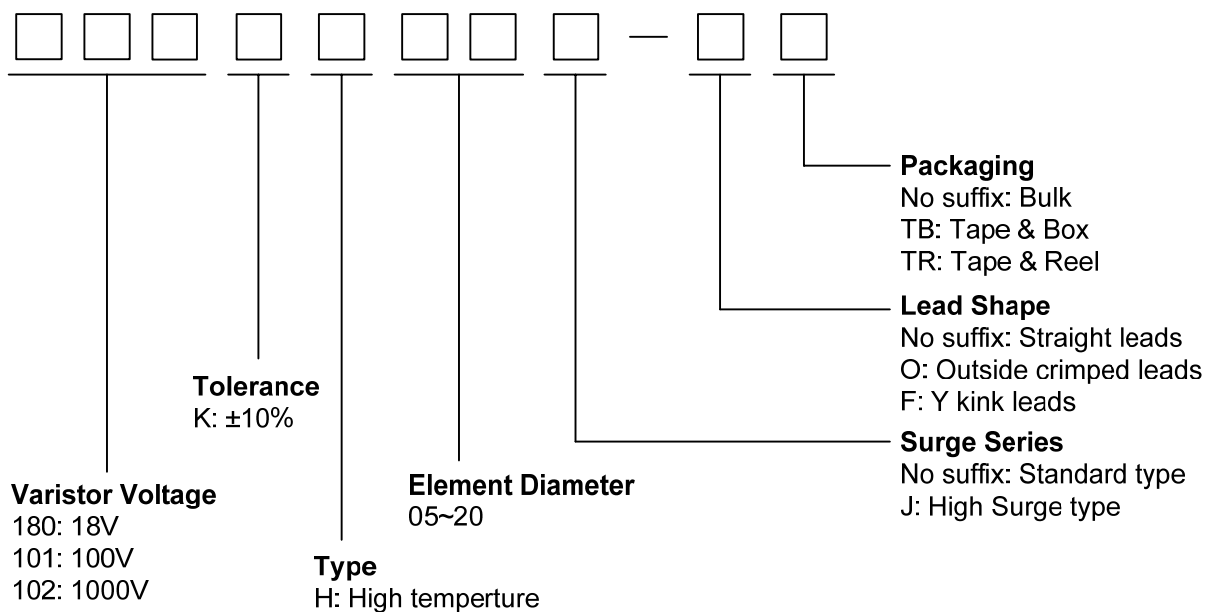 Packaging
No suffix: Bulk
TB: Tape & Box
TR: Tape & Reel
Lead Shape
No suffix: Straight leads
O: Outside crimped leads
F: Y kink leads
Surge Series
No suffix: Standard type
J: High Surge type
Tolerance
K: ±10%
Element Diameter
05~20
Varistor Voltage
180: 18V
101: 100V
102: 1000V
Type
H: High temperture